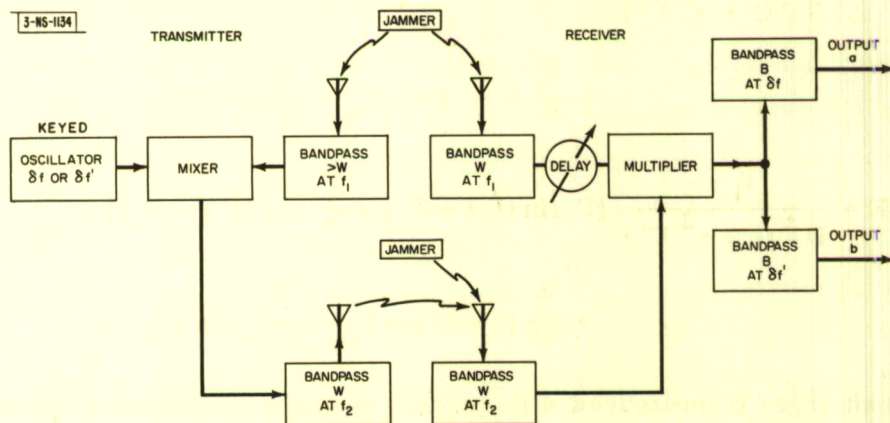 3-NS-1134
TRANSMITTER
JAMMER
RECEIVER
KEYED
OSCILLATOR
δf OR δf'
MIXER
BANDPASS
>W
AT f₁
BANDPASS
W
AT f₁
DELAY
MULTIPLIER
BANDPASS
B
AT δf
OUTPUT
a
BANDPASS
B
AT δf'
OUTPUT
b
JAMMER
BANDPASS
W
AT f₂
BANDPASS
W
AT f₂